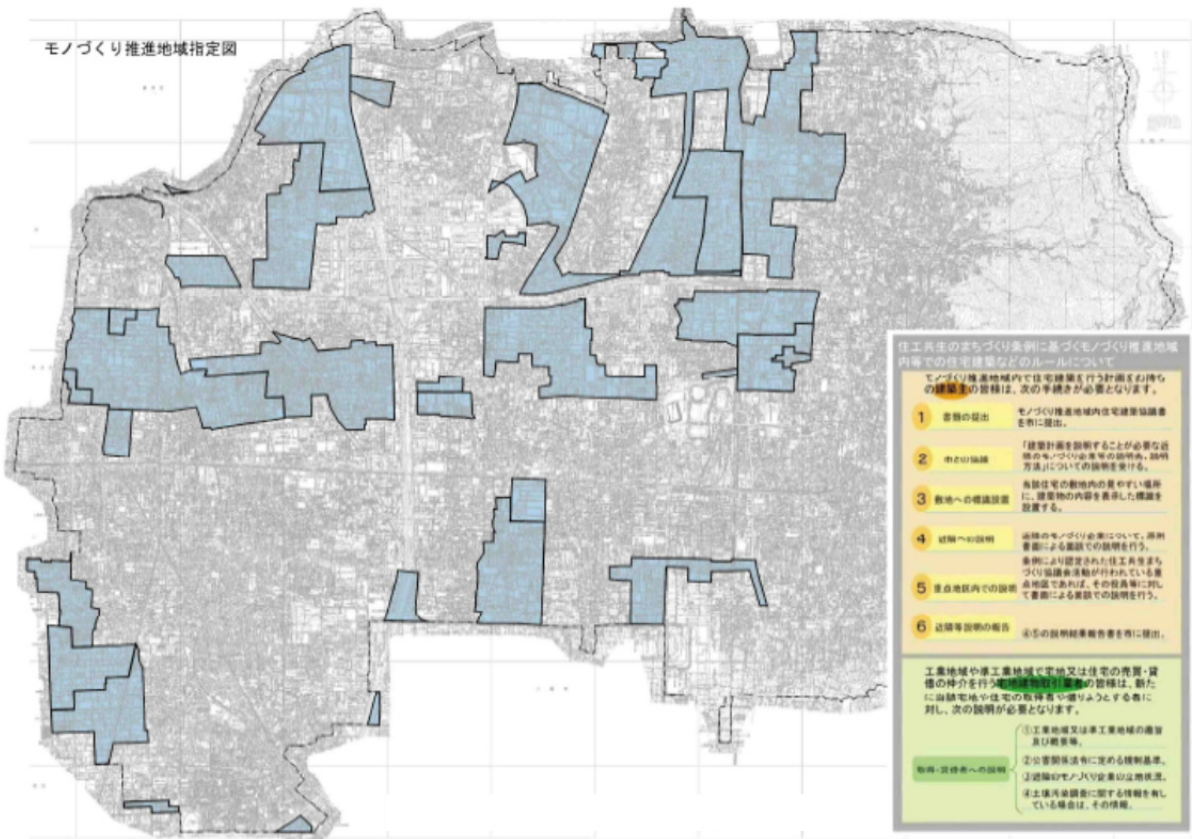 モノづくり推進地域指定図
住工共生のまちづくり条例に基づくモノづくり推進地域
内等での住宅建築などのルールについて
モノづくり推進地域内で住宅建築を行う計画をお持ち
の建築主の皆様は、次の手続きが必要となります。
1 書類の提出
モノづくり推進地域内住宅建築協議書
を市に提出。
2 市との協議
「建築計画を説明することが必要な近
隣のモノづくり企業等の説明先、説明
方法」についての説明を受ける。
3 敷地への標識設置
当該住宅の敷地内の見やすい場所
に、建築物の内容を表示した標識を
設置する。
4 近隣への説明
近隣のモノづくり企業について、原則
書面による面談での説明を行う。
5 重点地区内での説明
条例により認定された住工共生まち
づくり協議会活動が行われている重
点地区であれば、その役員等に対し
て書面による面談での説明を行う。
6 近隣等説明の報告
④⑤の説明結果報告書を市に提出。
工業地域や準工業地域で宅地又は住宅の売買・貸
借の仲介を行う宅地建物取引業者の皆様は、新た
に当該宅地や住宅の取得者や借りようとする者に
対し、次の説明が必要となります。
取得・賃借者への説明
①工業地域又は準工業地域の趣旨
及び概要等。
②公害関係法令に定める規制基準。
③近隣のモノづくり企業の立地状況。
④土壌汚染調査に関する情報を有し
ている場合は、その情報。